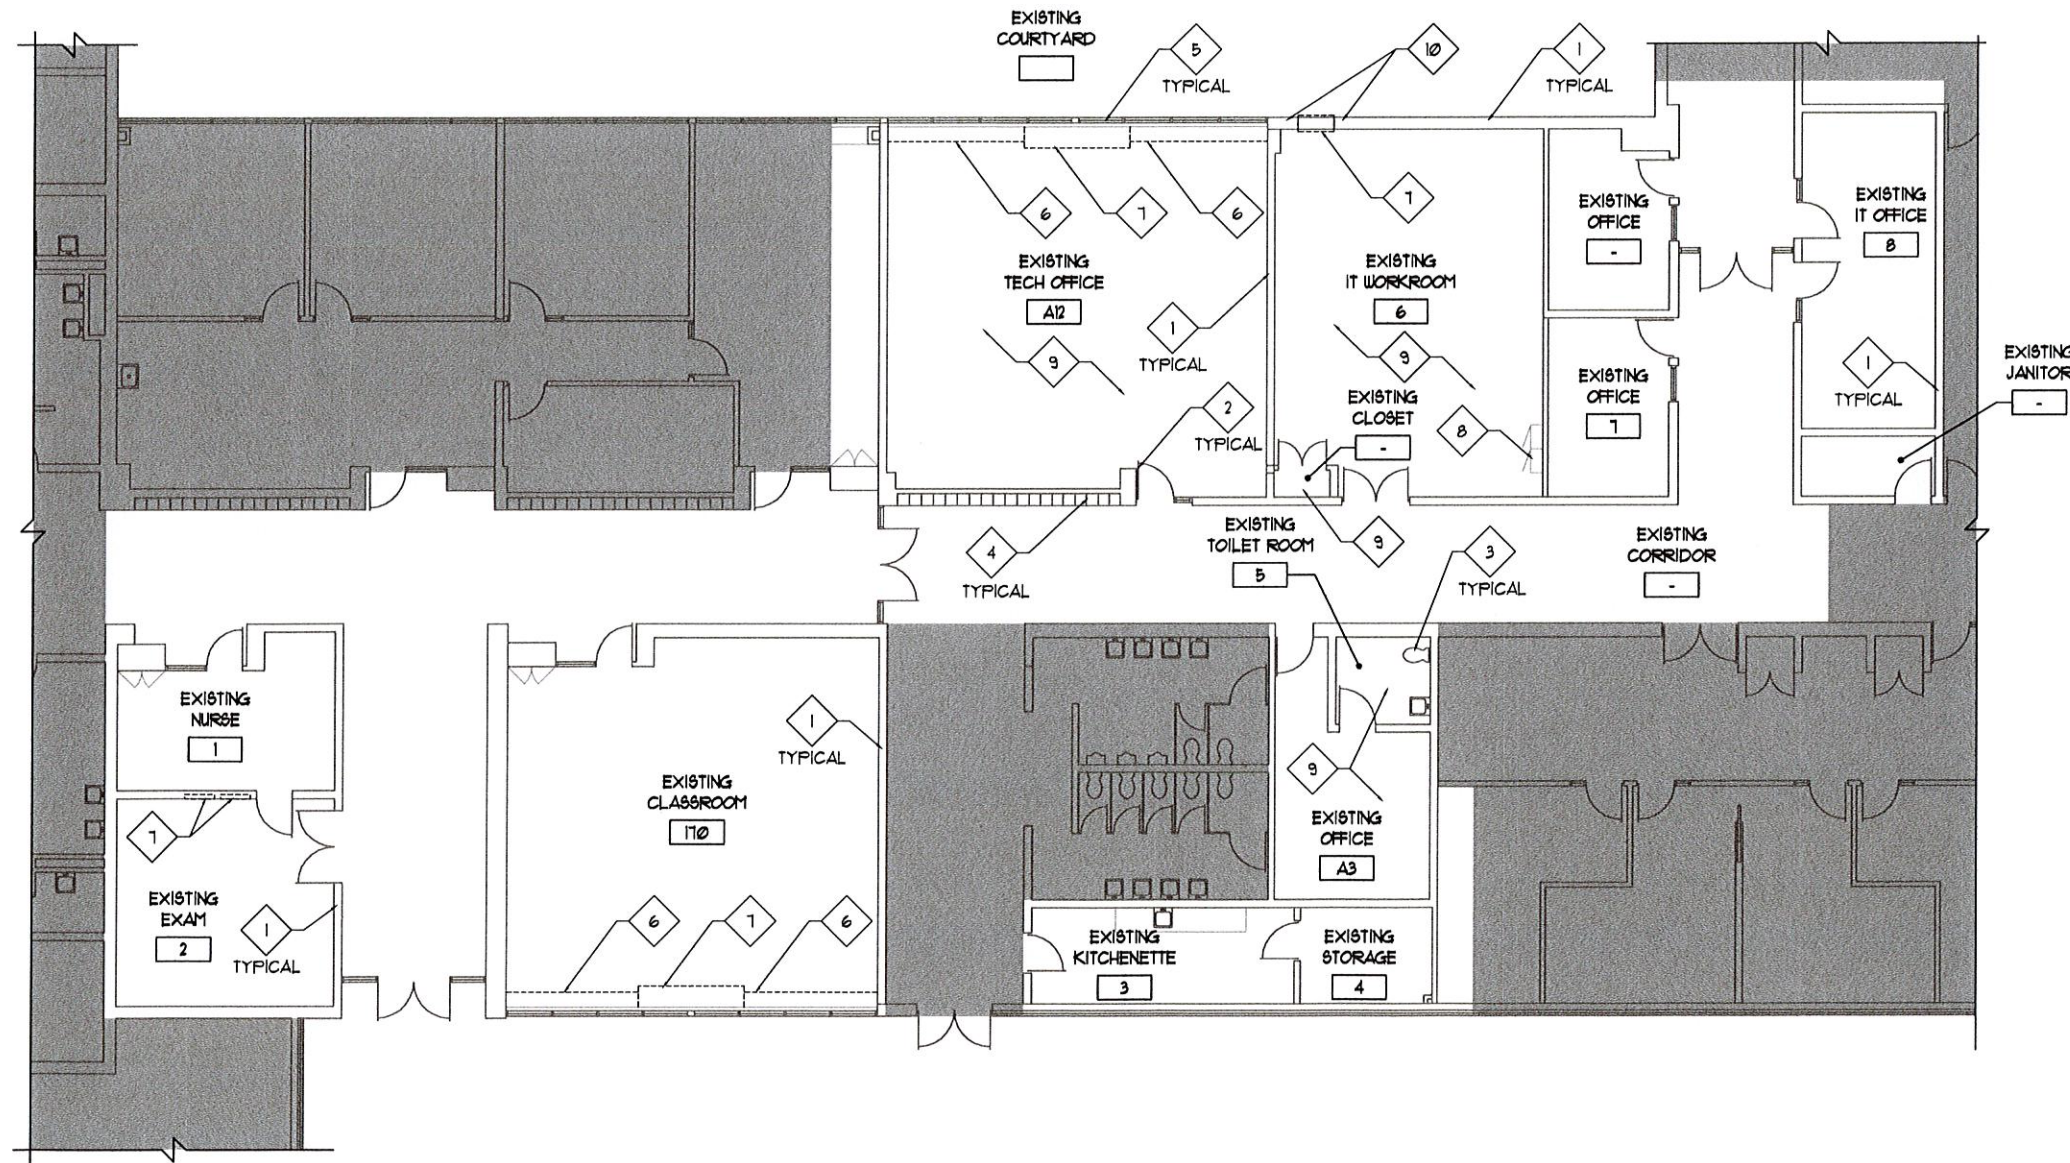 EXISTING
COURTYARD
5
TYPICAL
10
1
TYPICAL
6
7
6
7
EXISTING
OFFICE
-
EXISTING
IT OFFICE
8
EXISTING
TECH OFFICE
A12
EXISTING
IT WORKROOM
6
1
TYPICAL
9
9
EXISTING
OFFICE
7
1
TYPICAL
EXISTING
JANITOR
-
2
TYPICAL
EXISTING
CLOSET
-
8
4
TYPICAL
EXISTING
TOILET ROOM
5
9
3
TYPICAL
EXISTING
CORRIDOR
-
EXISTING
NURSE
1
1
TYPICAL
EXISTING
CLASSROOM
170
9
EXISTING
OFFICE
A3
7
EXISTING
EXAM
2
1
TYPICAL
6
7
6
EXISTING
KITCHENETTE
3
EXISTING
STORAGE
4